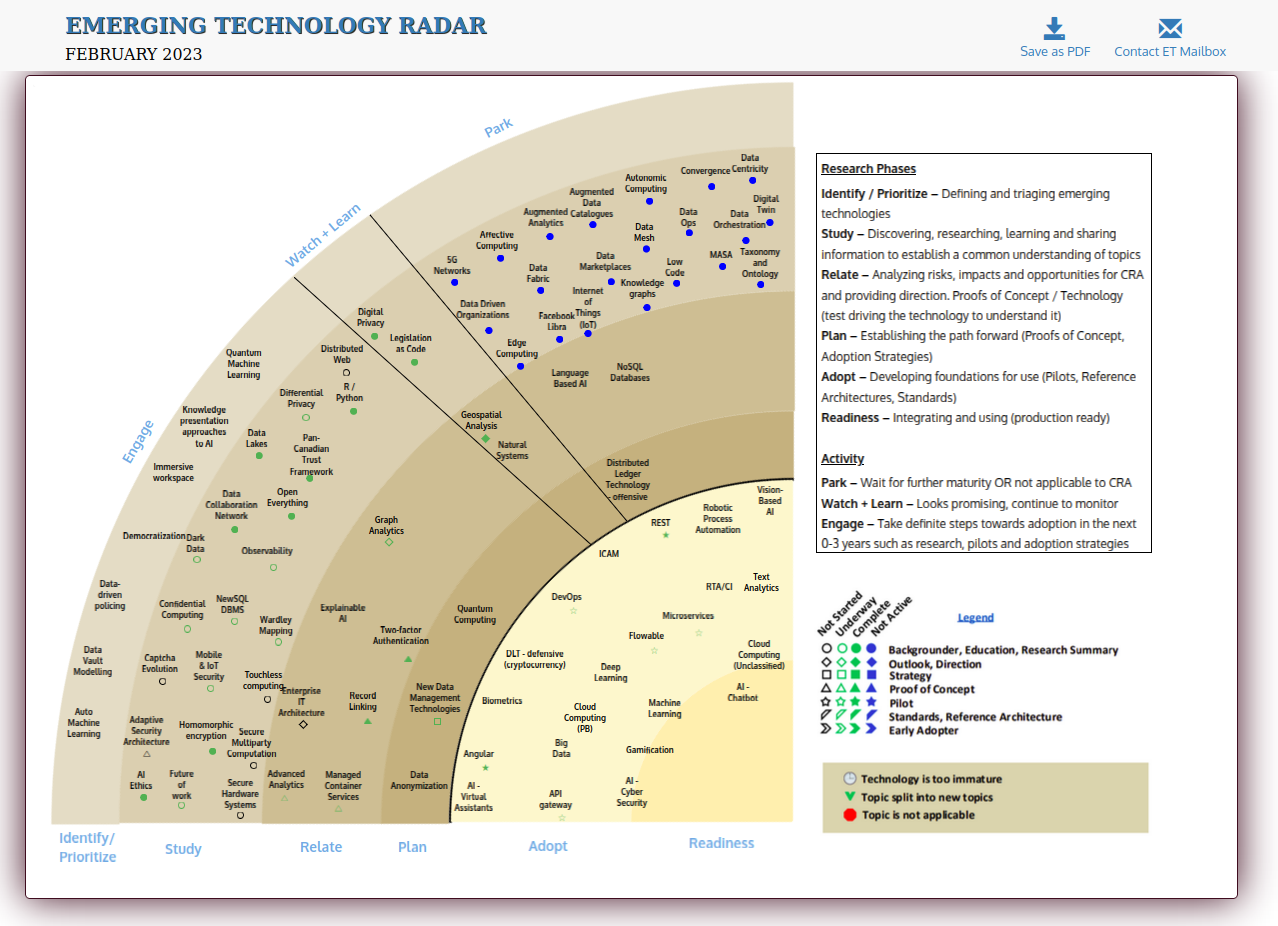 EMERGING TECHNOLOGY RADAR
FEBRUARY 2023
Save as PDF
Contact ET Mailbox
Park
Watch + Learn
Engage
Data
Centricity
Convergence
Autonomic
Computing
Digital
Twin
Augmented
Data
Catalogues
Augmented
Analytics
Data
Ops
Data
Orchestration
Data
Mesh
Affective
Computing
5G
Networks
Data
Fabric
Data
Marketplaces
Low
Code
MASA
Taxonomy
and
Ontology
Knowledge
graphs
Internet
of
Things
(IoT)
Data Driven
Organizations
Facebook
Libra
Edge
Computing
Language
Based AI
NoSQL
Databases
Distributed
Ledger
Technology
- offensive
Digital
Privacy
Legislation
as Code
Geospatial
Analysis
Natural
Systems
Distributed
Web
Quantum
Machine
Learning
R /
Python
Differential
Privacy
Knowledge
presentation
approaches
to AI
Data
Lakes
Pan-
Canadian
Trust
Framework
Immersive
workspace
Data
Collaboration
Network
Open
Everything
Graph
Analytics
Democratization
Dark
Data
Observability
Data-
driven
policing
Confidential
Computing
NewSQL
DBMS
Wardley
Mapping
Explainable
AI
Two-factor
Authentication
Quantum
Computing
Data
Vault
Modelling
Captcha
Evolution
Mobile
& IoT
Security
Touchless
computing
Enterprise
IT
Architecture
Record
Linking
New Data
Management
Technologies
Auto
Machine
Learning
Adaptive
Security
Architecture
Homomorphic
encryption
Secure
Multiparty
Computation
AI
Ethics
Future
of
work
Secure
Hardware
Systems
Advanced
Analytics
Managed
Container
Services
Data
Anonymization
Vision-
Based
AI
Robotic
Process
Automation
REST
ICAM
Text
Analytics
RTA/CI
DevOps
Microservices
Flowable
Cloud
Computing
(Unclassified)
DLT - defensive
(cryptocurrency)
Deep
Learning
AI -
Chatbot
Biometrics
Cloud
Computing
(PB)
Machine
Learning
Big
Data
Gamification
Angular
AI -
Virtual
Assistants
API
gateway
AI -
Cyber
Security
Identify/
Prioritize
Study
Relate
Plan
Adopt
Readiness
Research Phases
Identify / Prioritize – Defining and triaging emerging
technologies
Study – Discovering, researching, learning and sharing
information to establish a common understanding of topics
Relate – Analyzing risks, impacts and opportunities for CRA
and providing direction. Proofs of Concept / Technology
(test driving the technology to understand it)
Plan – Establishing the path forward (Proofs of Concept,
Adoption Strategies)
Adopt – Developing foundations for use (Pilots, Reference
Architectures, Standards)
Readiness – Integrating and using (production ready)
Activity
Park – Wait for further maturity OR not applicable to CRA
Watch + Learn – Looks promising, continue to monitor
Engage – Take definite steps towards adoption in the next
0-3 years such as research, pilots and adoption strategies
Not Started
Underway
Complete
Not Active
Legend
Backgrounder, Education, Research Summary
Outlook, Direction
Strategy
Proof of Concept
Pilot
Standards, Reference Architecture
Early Adopter
Technology is too immature
Topic split into new topics
Topic is not applicable